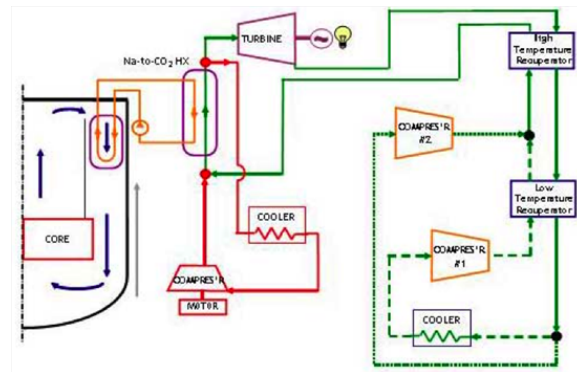 TURBINE
Na-to-CO2 HX
High
Temperature
Recuperator
COMPRES'R
#2
Low
Temperature
Recuperator
COOLER
CORE
COMPRES'R
#1
COMPRES'R
MOTOR
COOLER